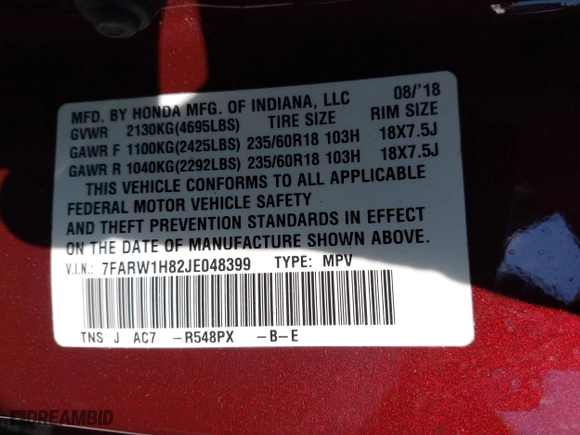 MFD. BY HONDA MFG. OF INDIANA, LLC 08/'18
GVWR 2130KG(4695LBS) TIRE SIZE RIM SIZE
GAWR F 1100KG(2425LBS) 235/60R18 103H 18X7.5J
GAWR R 1040KG(2292LBS) 235/60R18 103H 18X7.5J
THIS VEHICLE CONFORMS TO ALL APPLICABLE
FEDERAL MOTOR VEHICLE SAFETY
AND THEFT PREVENTION STANDARDS IN EFFECT
ON THE DATE OF MANUFACTURE SHOWN ABOVE.
V.I.N.: 7FARW1H82JE048399 TYPE: MPV
TNS J AC7 -R548PX -B-E
DREAMBID